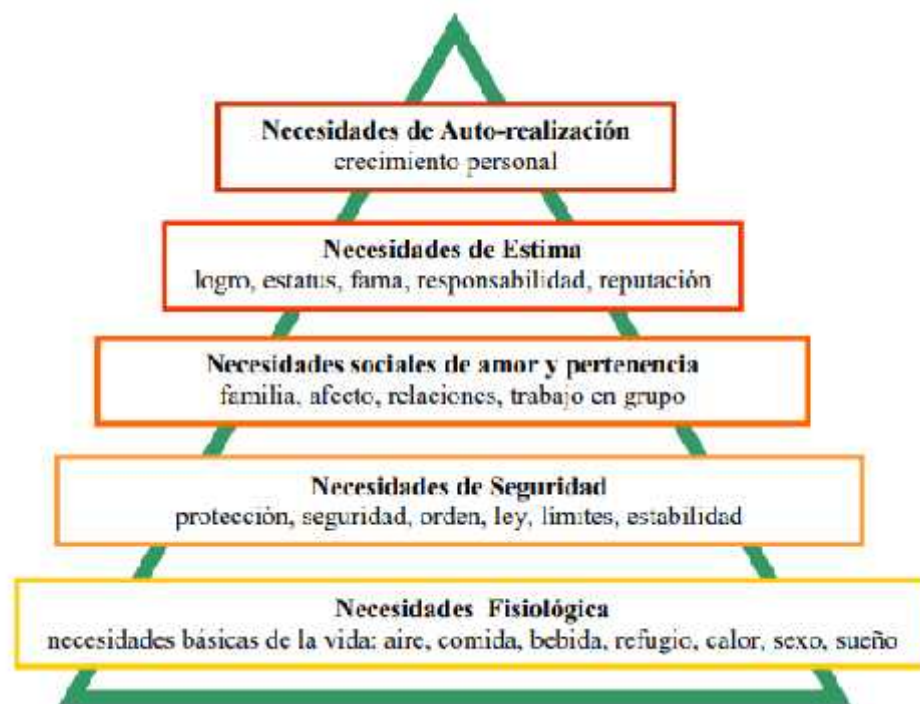 Necesidades de Auto-realización
crecimiento personal
Necesidades de Estima
logro, estatus, fama, responsabilidad, reputación
Necesidades sociales de amor y pertenencia
familia, afecto, relaciones, trabajo en grupo
Necesidades de Seguridad
protección, seguridad, orden, ley, límites, estabilidad
Necesidades Fisiológica
necesidades básicas de la vida: aire, comida, bebida, refugio, calor, sexo, sueño